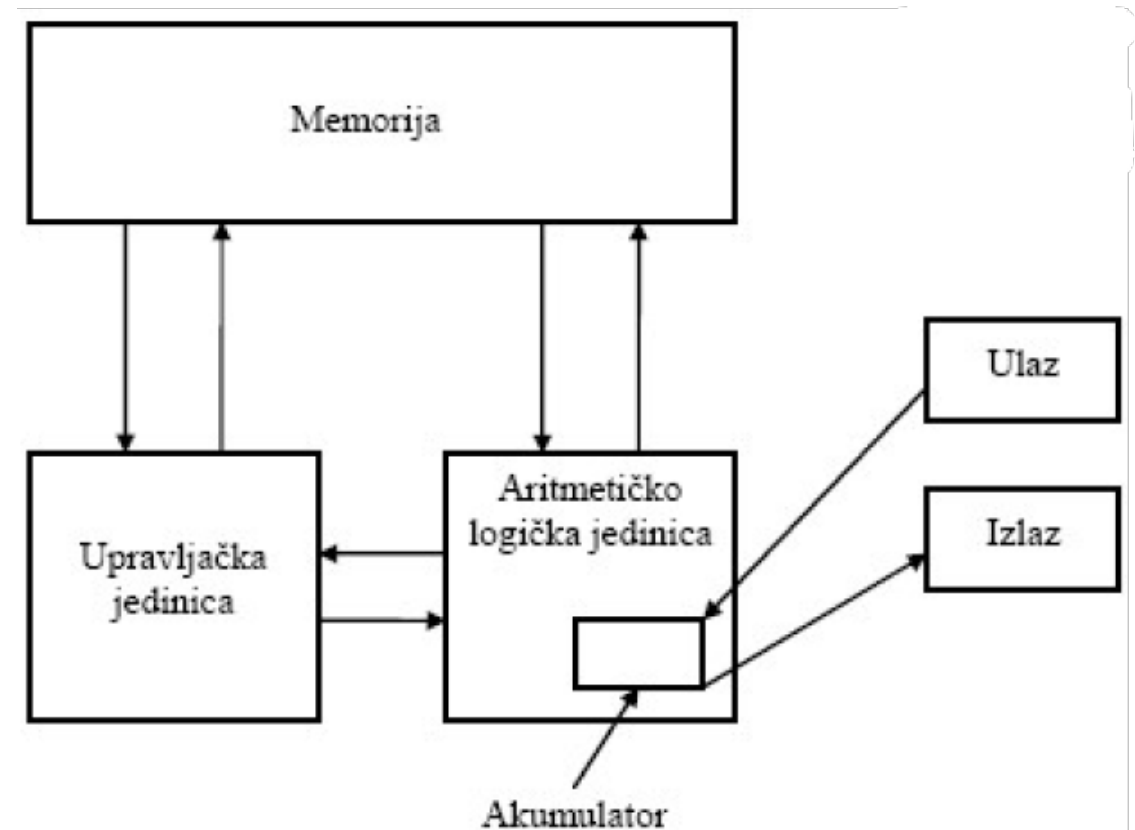 Memorija
Ulaz
Aritmetičko
logička jedinica
Izlaz
Upravljačka
jedinica
Akumulator